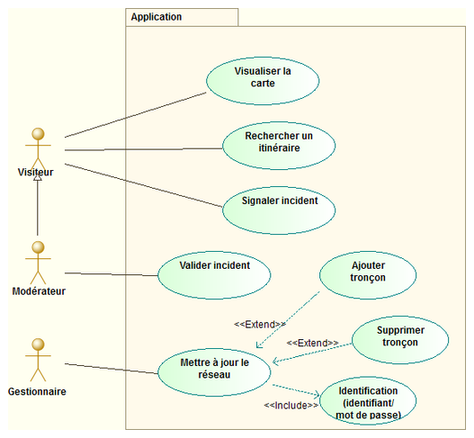 Application
Visualiser la
carte
Rechercher un
itinéraire
Visiteur
Signaler incident
Valider incident
Ajouter
tronçon
Modérateur
<<Extend>>
Supprimer
tronçon
<<Extend>>
Mettre à jour le
réseau
Gestionnaire
Identification
(identifiant/
mot de passe)
<<Include>>